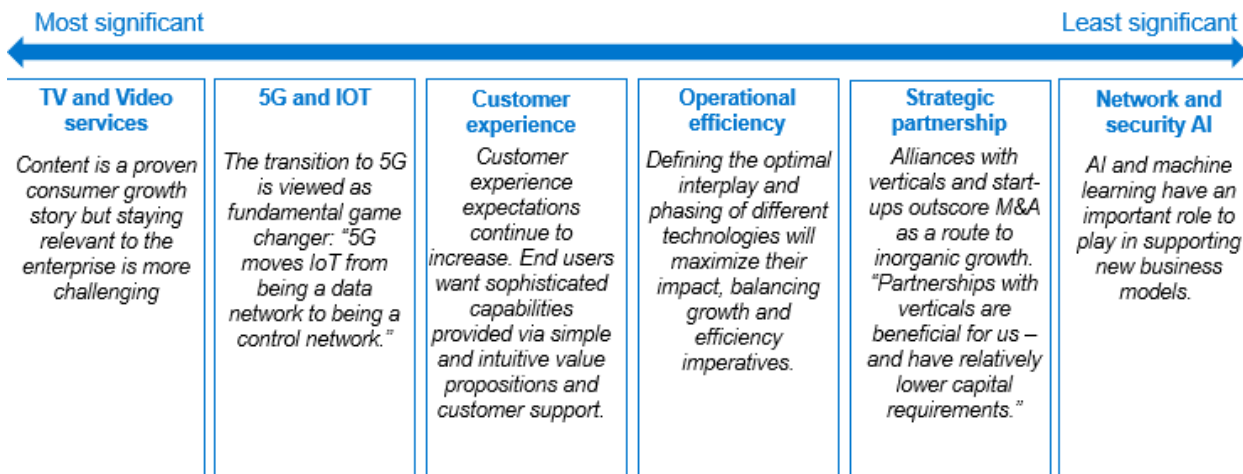 Most significant
Least significant
TV and Video
services
Content is a proven
consumer growth
story but staying
relevant to the
enterprise is more
challenging
5G and IOT
The transition to 5G
is viewed as
fundamental game
changer: “5G
moves IoT from
being a data
network to being a
control network.”
Customer
experience
Customer
experience
expectations
continue to
increase. End users
want sophisticated
capabilities
provided via simple
and intuitive value
propositions and
customer support.
Operational
efficiency
Defining the optimal
interplay and
phasing of different
technologies will
maximize their
impact, balancing
growth and
efficiency
imperatives.
Strategic
partnership
Alliances with
verticals and start-
ups outscore M&A
as a route to
inorganic growth.
“Partnerships with
verticals are
beneficial for us –
and have relatively
lower capital
requirements.”
Network and
security AI
AI and machine
learning have an
important role to
play in supporting
new business
models.